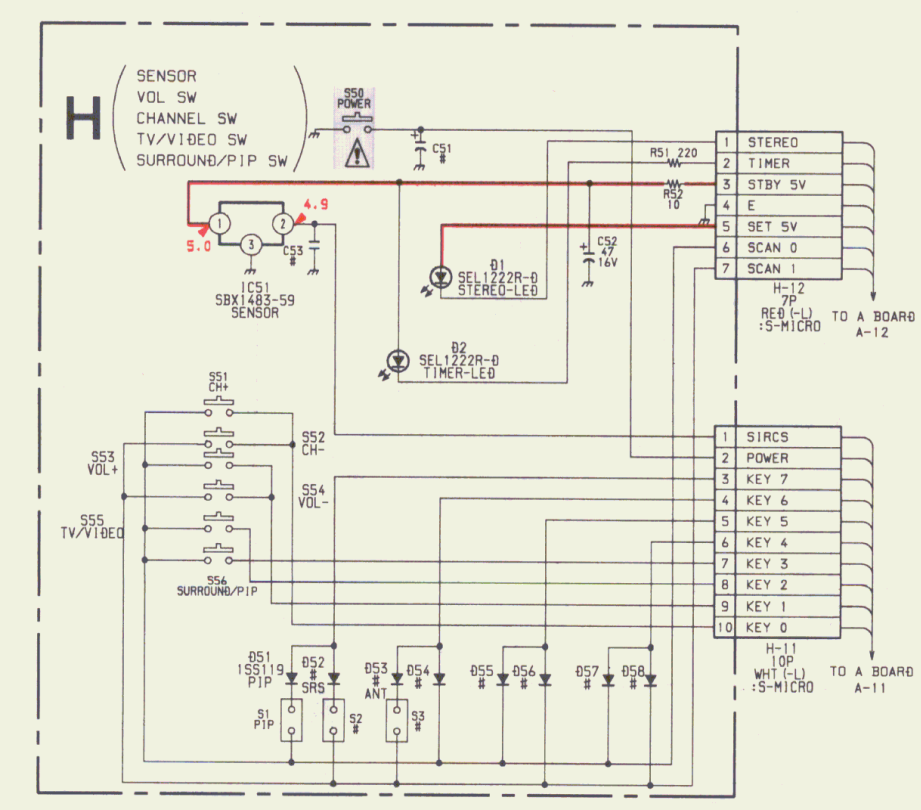 H
SENSOR
VOL SW
CHANNEL SW
TV/VIDEO SW
SURROUND/PIP SW
S50
POWER
C51
#
R51 220
R52
10
1 STEREO
2 TIMER
3 STBY 5V
4 E
5 SET 5V
6 SCAN 0
7 SCAN 1
H-12
7P
RED (-L)
:S-MICRO
TO A BOARD
A-12
1
2
3
4.9
5.0
C53
#
IC51
SBX1483-59
SENSOR
C52
47
16V
D1
SEL1222R-D
STEREO-LED
D2
SEL1222R-D
TIMER-LED
S51
CH+
S52
CH-
S53
VOL+
S54
VOL-
S55
TV/VIDEO
S56
SURROUND/PIP
1 SIRCS
2 POWER
3 KEY 7
4 KEY 6
5 KEY 5
6 KEY 4
7 KEY 3
8 KEY 2
9 KEY 1
10 KEY 0
H-11
10P
WHT (-L)
:S-MICRO
TO A BOARD
A-11
D51
1SS119
PIP
D52
#
SRS
D53
#
ANT
D54
#
D55
#
D56
#
D57
#
D58
#
S1
PIP
S2
#
S3
#